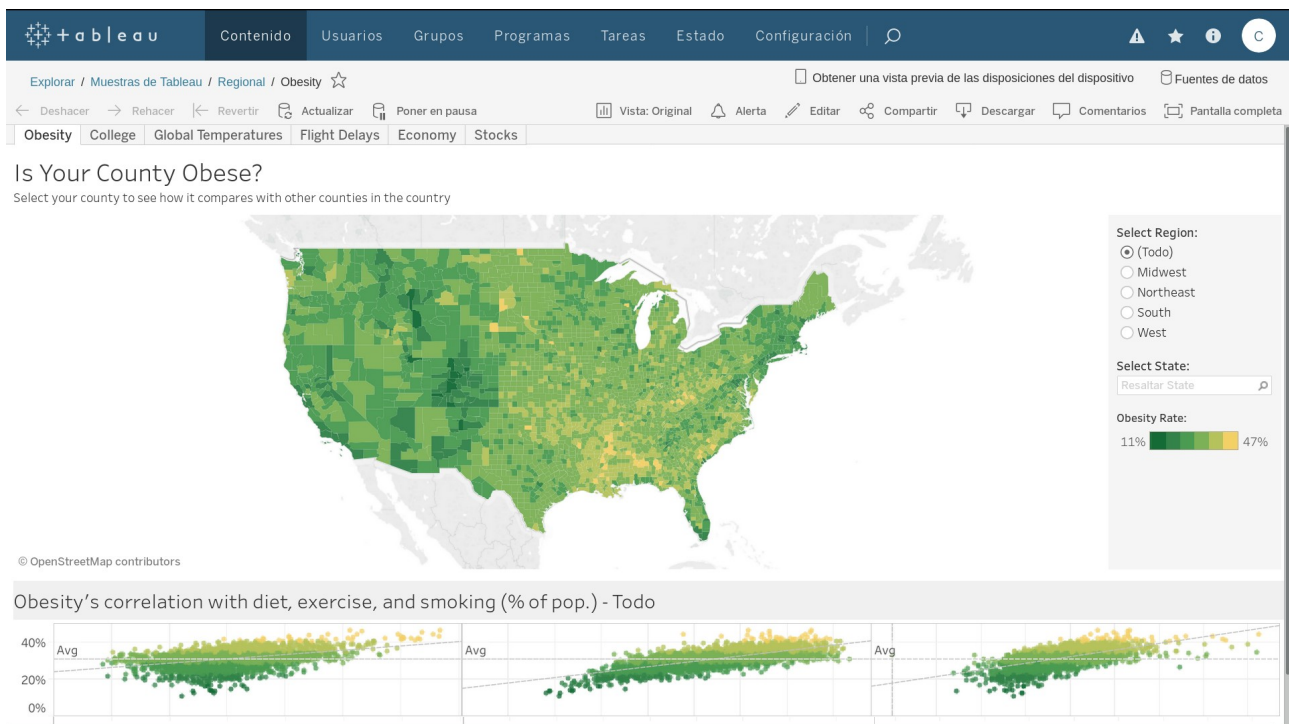 +ableau Contenido Usuarios Grupos Programas Tareas Estado Configuración C
Explorar / Muestras de Tableau / Regional / Obesity Obtener una vista previa de las disposiciones del dispositivo Fuentes de datos
Deshacer Rehacer Revertir Actualizar Poner en pausa Vista: Original Alerta Editar Compartir Descargar Comentarios Pantalla completa
Obesity College Global Temperatures Flight Delays Economy Stocks
Is Your County Obese?
Select your county to see how it compares with other counties in the country
Select Region:
(Todo)
Midwest
Northeast
South
West
Select State:
Resaltar State
Obesity Rate:
11% 47%
© OpenStreetMap contributors
Obesity's correlation with diet, exercise, and smoking (% of pop.) - Todo
40% Avg Avg Avg
20%
0%